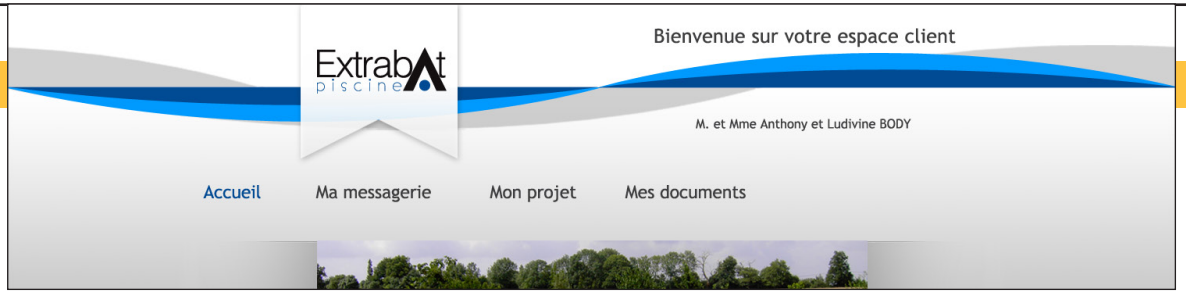 Bienvenue sur votre espace client
Extrabat
piscine
M. et Mme Anthony et Ludivine BODY
Accueil Ma messagerie Mon projet Mes documents